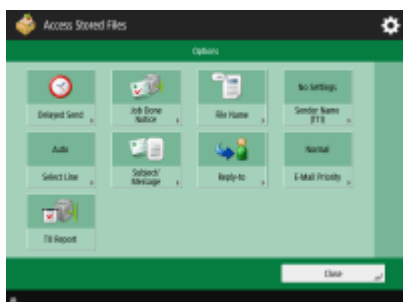 Access Stored Files
Options
Delayed Send
Job Done
Notice
File Name
No Settings
Sender Name
(TTI)
Auto
Select Line
Subject/
Message
Reply-to
Normal
E-Mail Priority
TX Report
Close